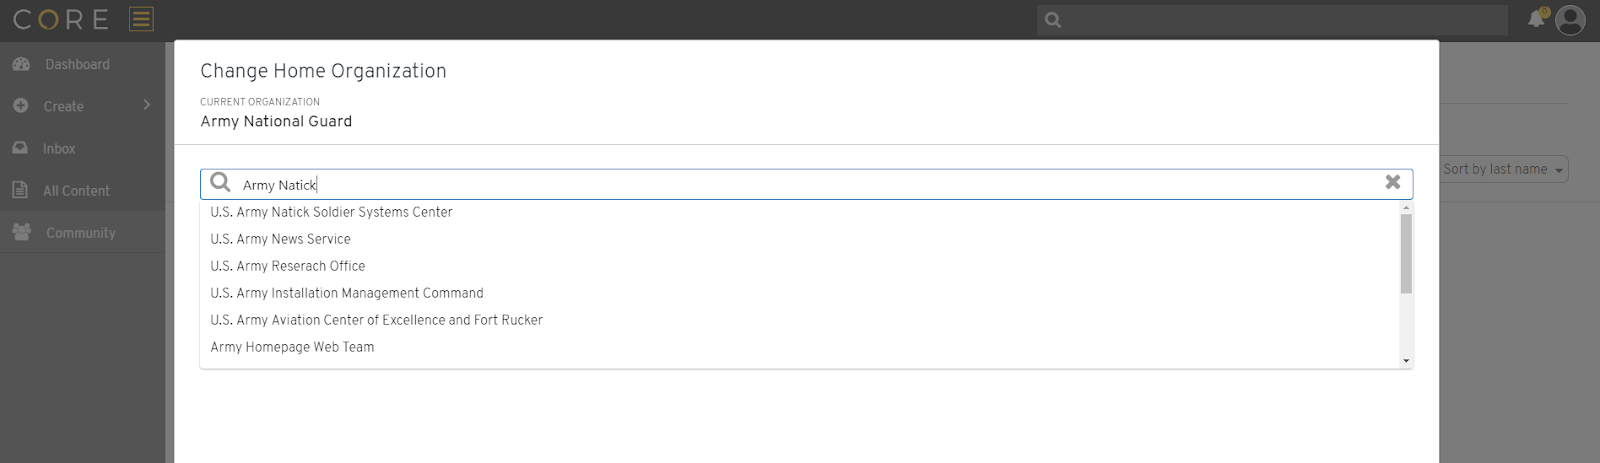 CORE
0
Dashboard
Create
Inbox
All Content
Community
Change Home Organization
CURRENT ORGANIZATION
Army National Guard
Sort by last name
Army Natick
U.S. Army Natick Soldier Systems Center
U.S. Army News Service
U.S. Army Reserach Office
U.S. Army Installation Management Command
U.S. Army Aviation Center of Excellence and Fort Rucker
Army Homepage Web Team